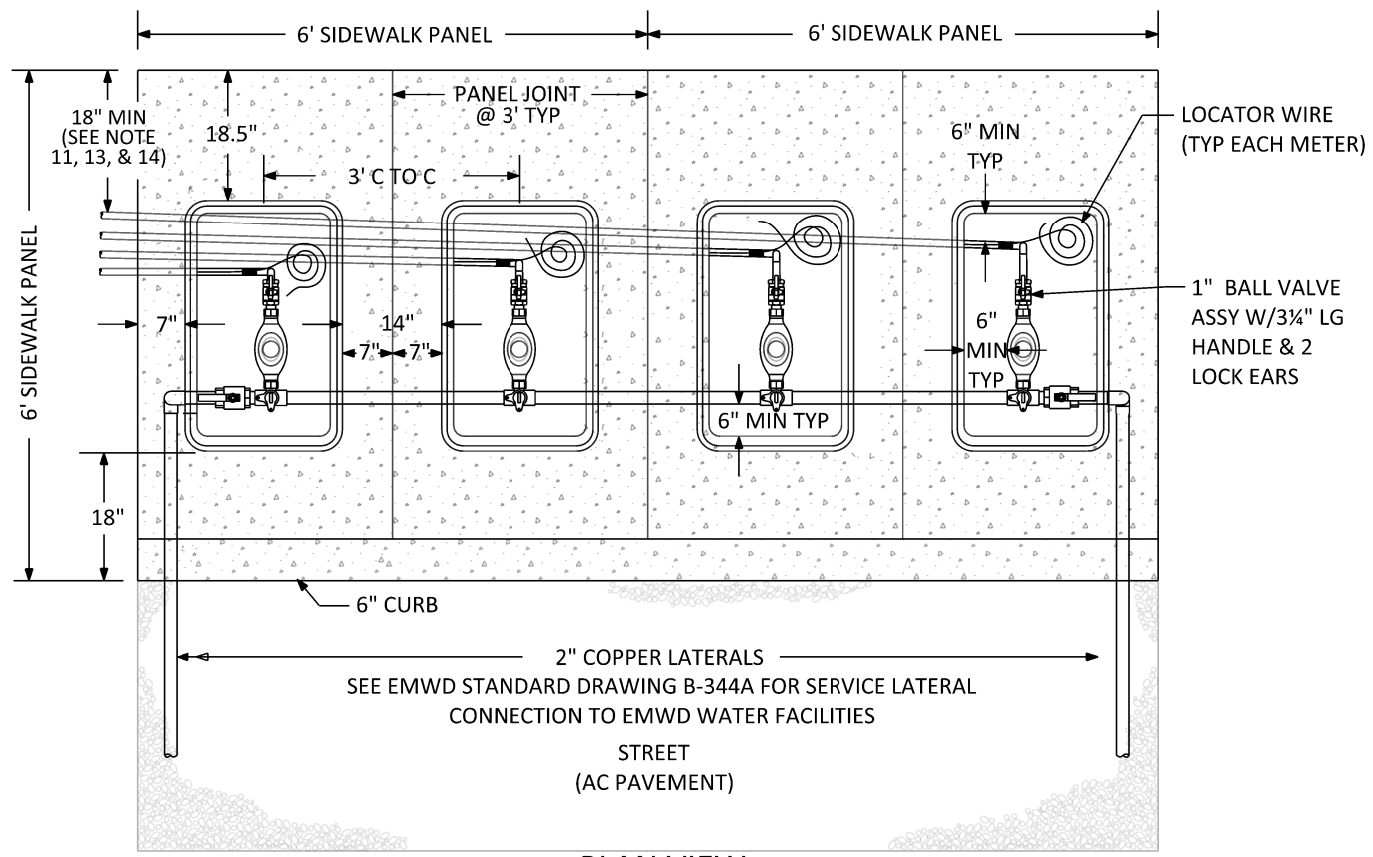 6' SIDEWALK PANEL
6' SIDEWALK PANEL
PANEL JOINT
@ 3' TYP
18" MIN
(SEE NOTE
11, 13, & 14)
18.5"
6" MIN
TYP
LOCATOR WIRE
(TYP EACH METER)
3' C TO C
6' SIDEWALK PANEL
1" BALL VALVE
ASSY W/3¼" LG
HANDLE & 2
LOCK EARS
7"
14"
7"
7"
6"
MIN
TYP
6" MIN TYP
18"
6" CURB
2" COPPER LATERALS
SEE EMWD STANDARD DRAWING B-344A FOR SERVICE LATERAL
CONNECTION TO EMWD WATER FACILITIES
STREET
(AC PAVEMENT)